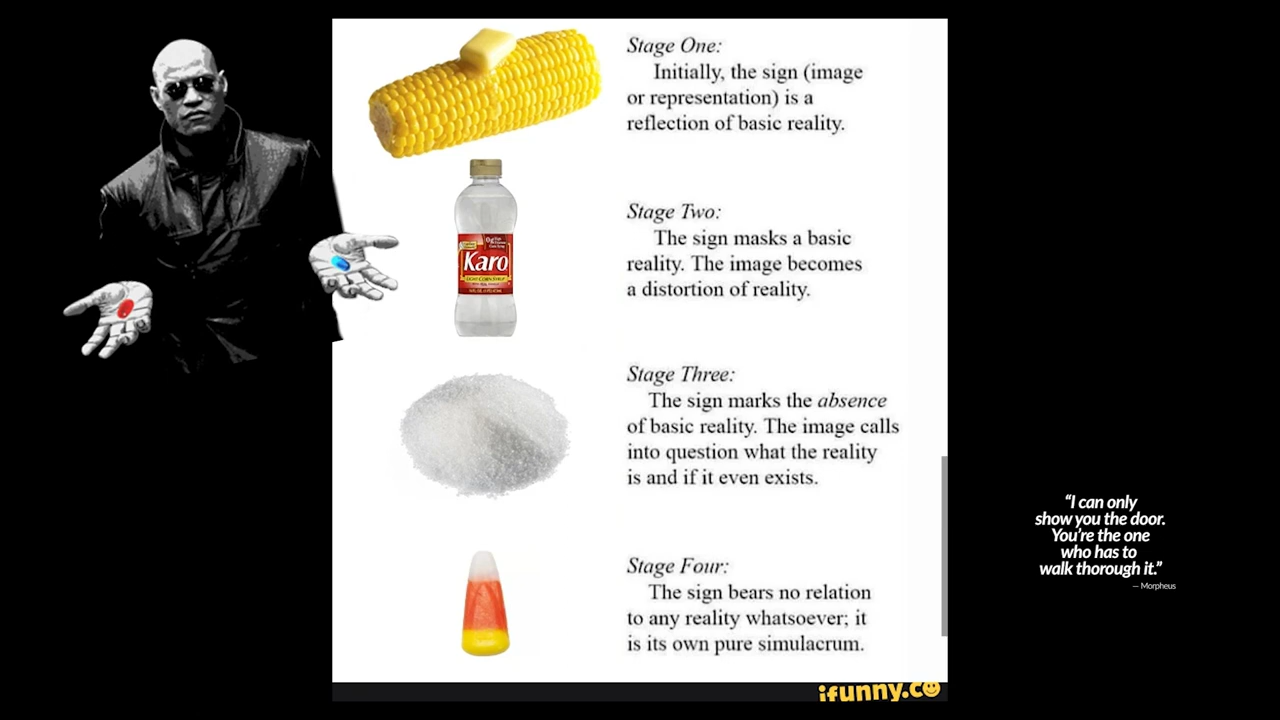 Stage One:
Initially, the sign (image
or representation) is a
reflection of basic reality.
Karo
LIGHT CORN SYRUP
Stage Two:
The sign masks a basic
reality. The image becomes
a distortion of reality.
Stage Three:
The sign marks the absence
of basic reality. The image calls
into question what the reality
is and if it even exists.
Stage Four:
The sign bears no relation
to any reality whatsoever; it
is its own pure simulacrum.
“I can only
show you the door.
You’re the one
who has to
walk thorough it.”
— Morpheus
ifunny.co